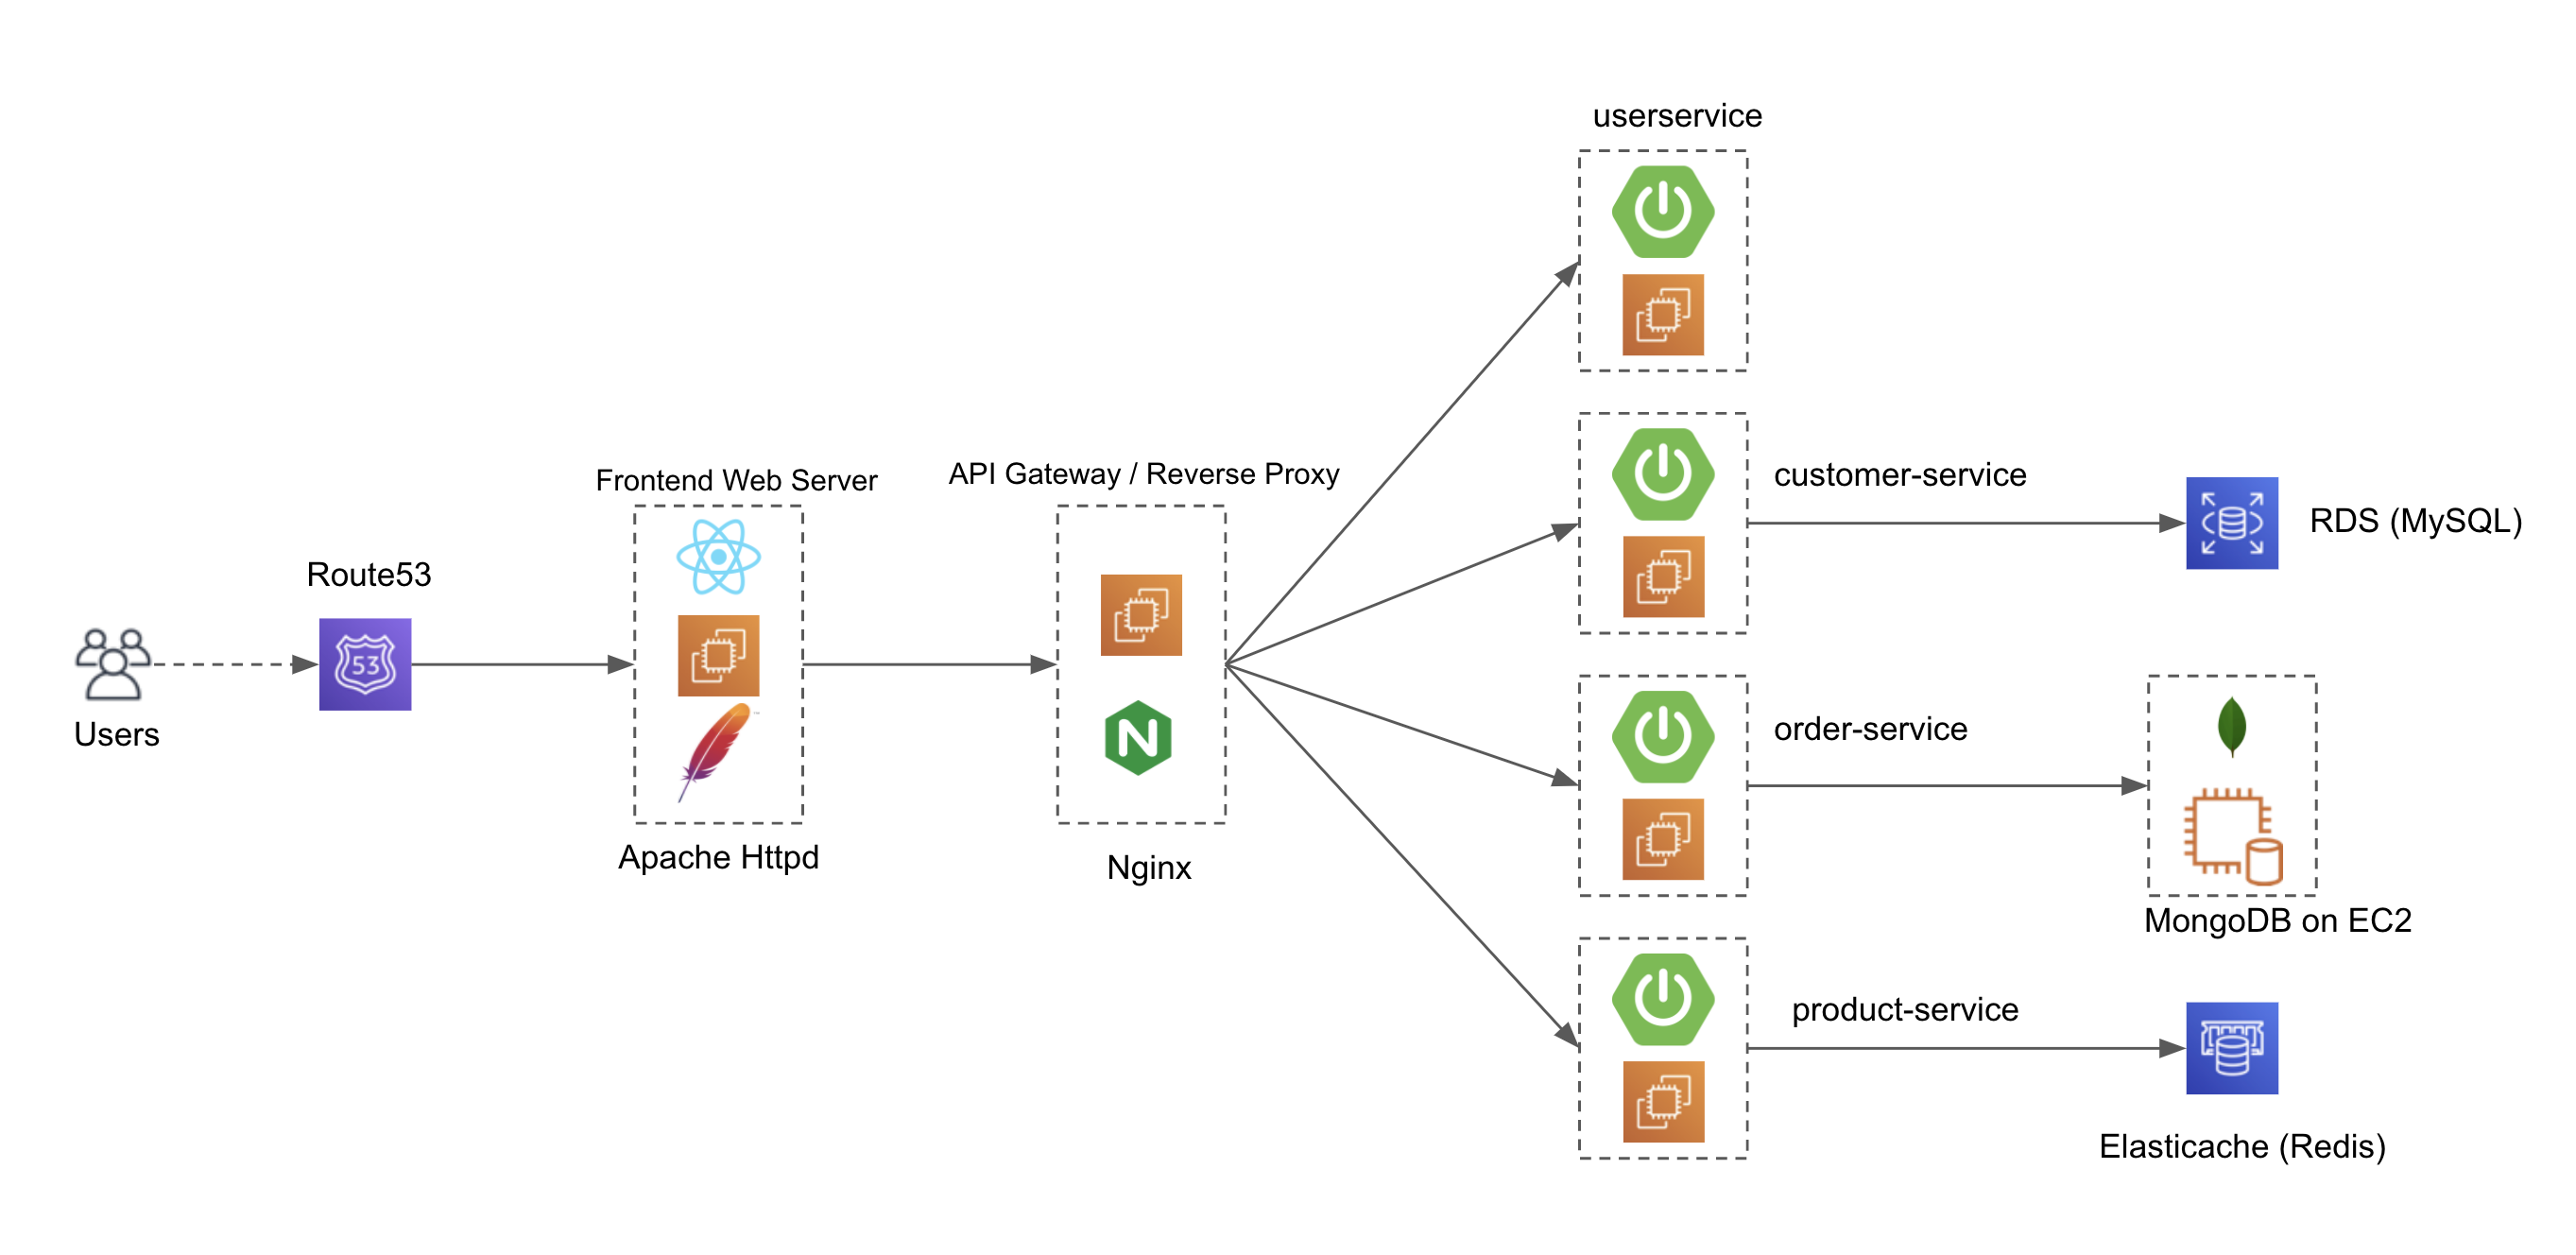 userservice
Frontend Web Server
API Gateway / Reverse Proxy
customer-service
RDS (MySQL)
Route53
53
Users
Apache Httpd
N
Nginx
order-service
MongoDB on EC2
product-service
Elasticache (Redis)